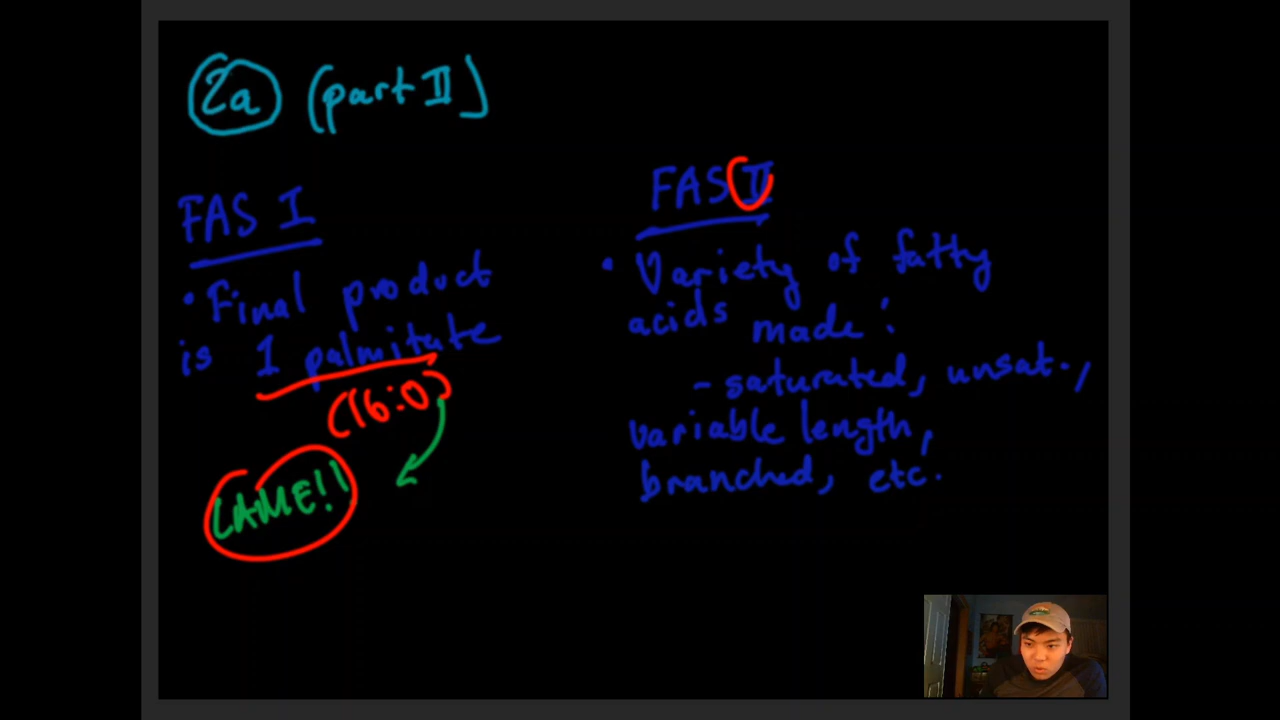 2a (part II)
FAS I
• Final product
is 1 palmitate
(16:0)
LAME!!
FAS II
• Variety of fatty
acids made:
- saturated, unsat.,
variable length,
branched, etc.